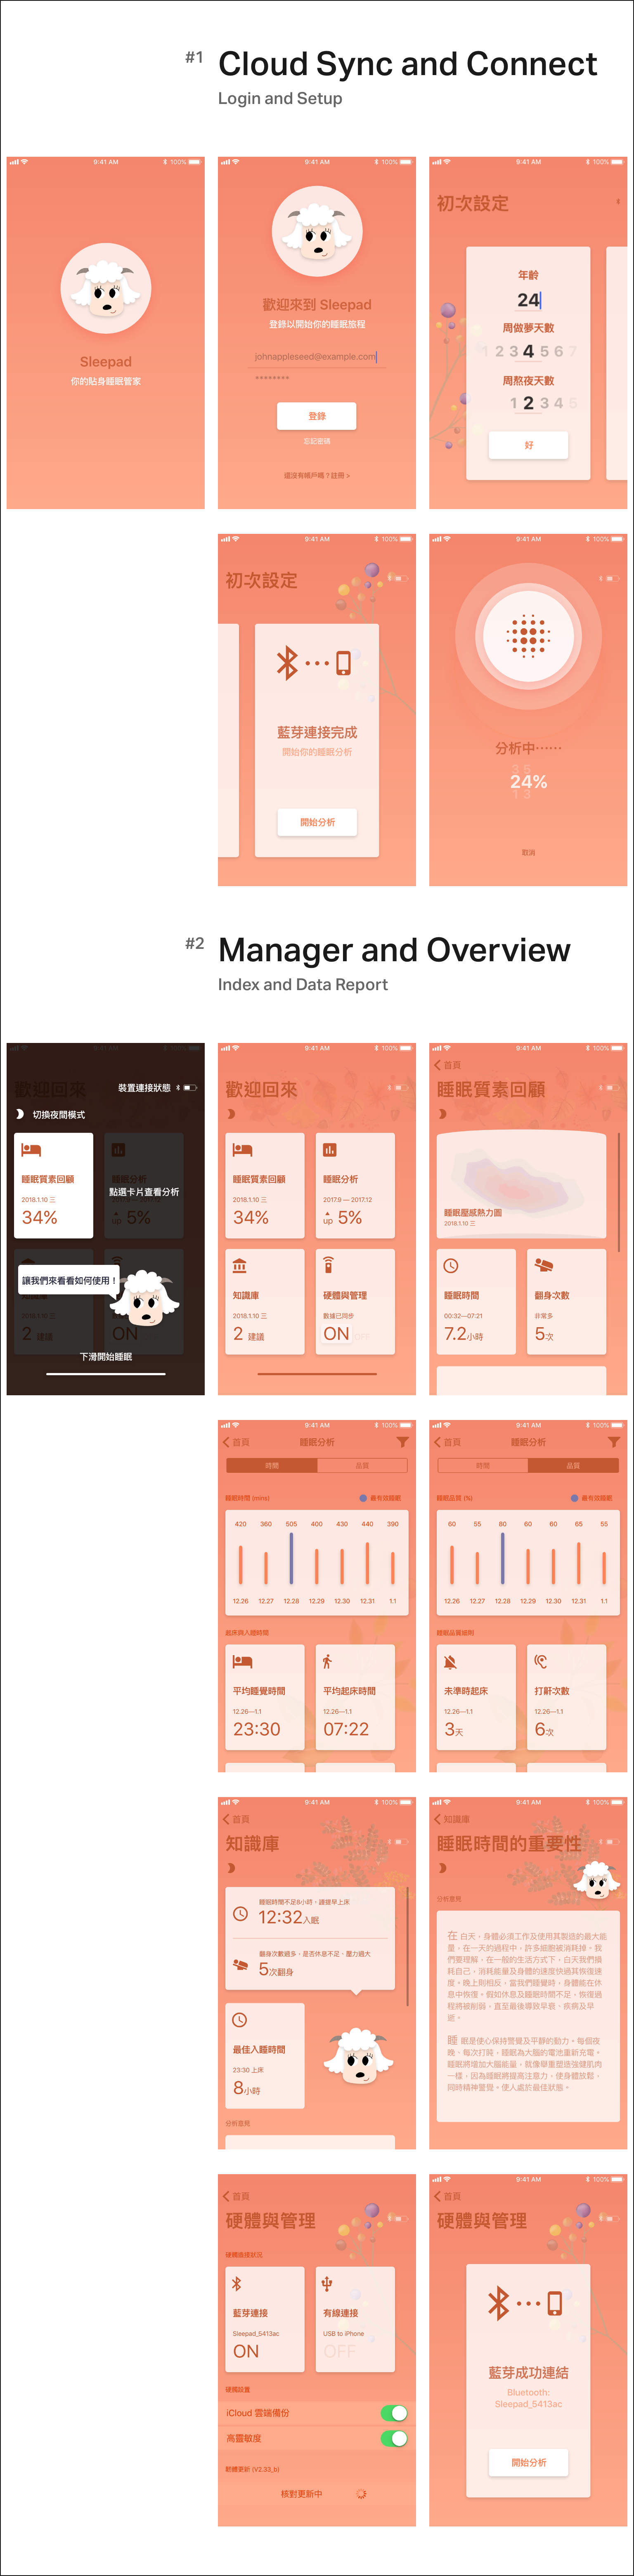 #1 Cloud Sync and Connect
Login and Setup
9:41 AM 100%
Sleepad
你的貼身睡眠管家
9:41 AM 100%
歡迎來到 Sleepad
登錄以開始你的睡眠旅程
johnappleseed@example.com
********
登錄
忘記密碼
還沒有帳戶嗎？註冊 >
9:41 AM 100%
初次設定
年齡
24
周做夢天數
1 2 3 4 5 6 7
周熬夜天數
1 2 3 4 5
好
9:41 AM 100%
初次設定
藍芽連接完成
開始你的睡眠分析
開始分析
9:41 AM 100%
分析中⋯⋯
3 5
24%
1 3
取消
#2 Manager and Overview
Index and Data Report
歡迎回來
裝置連接狀態
切換夜間模式
睡眠質素回顧
2018.1.10 三
34%
睡眠分析
點選卡片查看分析
up 5%
讓我們來看看如何使用！
知識庫
2 建議
ON
下滑開始睡眠
9:41 AM 100%
歡迎回來
睡眠質素回顧
2018.1.10 三
34%
睡眠分析
2017.9 — 2017.12
up 5%
知識庫
2018.1.10 三
2 建議
硬體與管理
數據已同步
ON OFF
9:41 AM 100%
首頁
睡眠質素回顧
睡眠壓感熱力圖
2018.1.10 三
睡眠時間
00:32—07:21
7.2小時
翻身次數
非常多
5次
9:41 AM 100%
首頁 睡眠分析
時間 品質
睡眠時間 (mns) 最有效睡眠
420 360 505 400 430 440 390
12.26 12.27 12.28 12.29 12.30 12.31 1.1
起床與入睡時間
平均睡覺時間
12.26—1.1
23:30
平均起床時間
12.26—1.1
07:22
9:41 AM 100%
首頁 睡眠分析
時間 品質
睡眠品質 (%) 最有效睡眠
60 55 80 60 60 65 55
12.26 12.27 12.28 12.29 12.30 12.31 1.1
睡眠品質細則
未準時起床
12.26—1.1
3天
打鼾次數
12.26—1.1
6次
9:41 AM 100%
首頁
知識庫
睡眠時間不足8小時，請提早上床
12:32入眠
翻身次數過多，是否休息不足、壓力過大
5次翻身
最佳入睡時間
23:30 上床
8小時
分析意見
9:41 AM 100%
知識庫
睡眠時間的重要性
分析意見
在 白天，身體必須工作及使用其製造的最大能
量，在一天的過程中，許多細胞被消耗掉。我
們要理解，在一般的生活方式下，白天我們損
耗自己，消耗能量及身體的速度快過其恢復速
度。晚上則相反，當我們睡覺時，身體能在休
息中恢復。假如休息及睡眠時間不足，恢復過
程將被削弱，直至最後導致早衰、疾病及早
逝。
睡 眠是使心保持警覺及平靜的動力。每個夜
晚、每次打盹，睡眠為大腦的電池重新充電。
睡眠將增加大腦能量，就像舉重塑造強健肌肉
一樣，因為睡眠將提高注意力，使身體放鬆，
同時精神警覺。使人處於最佳狀態。
9:41 AM 100%
首頁
硬體與管理
硬體連接狀況
藍芽連接
Sleepad_5413ac
ON
有線連接
USB to iPhone
OFF
硬體設置
iCloud 雲端備份
高靈敏度
軟體更新 (V2.33_b)
核對更新中
9:41 AM 100%
首頁
硬體與管理
藍芽成功連結
Bluetooth:
Sleepad_5413ac
開始分析